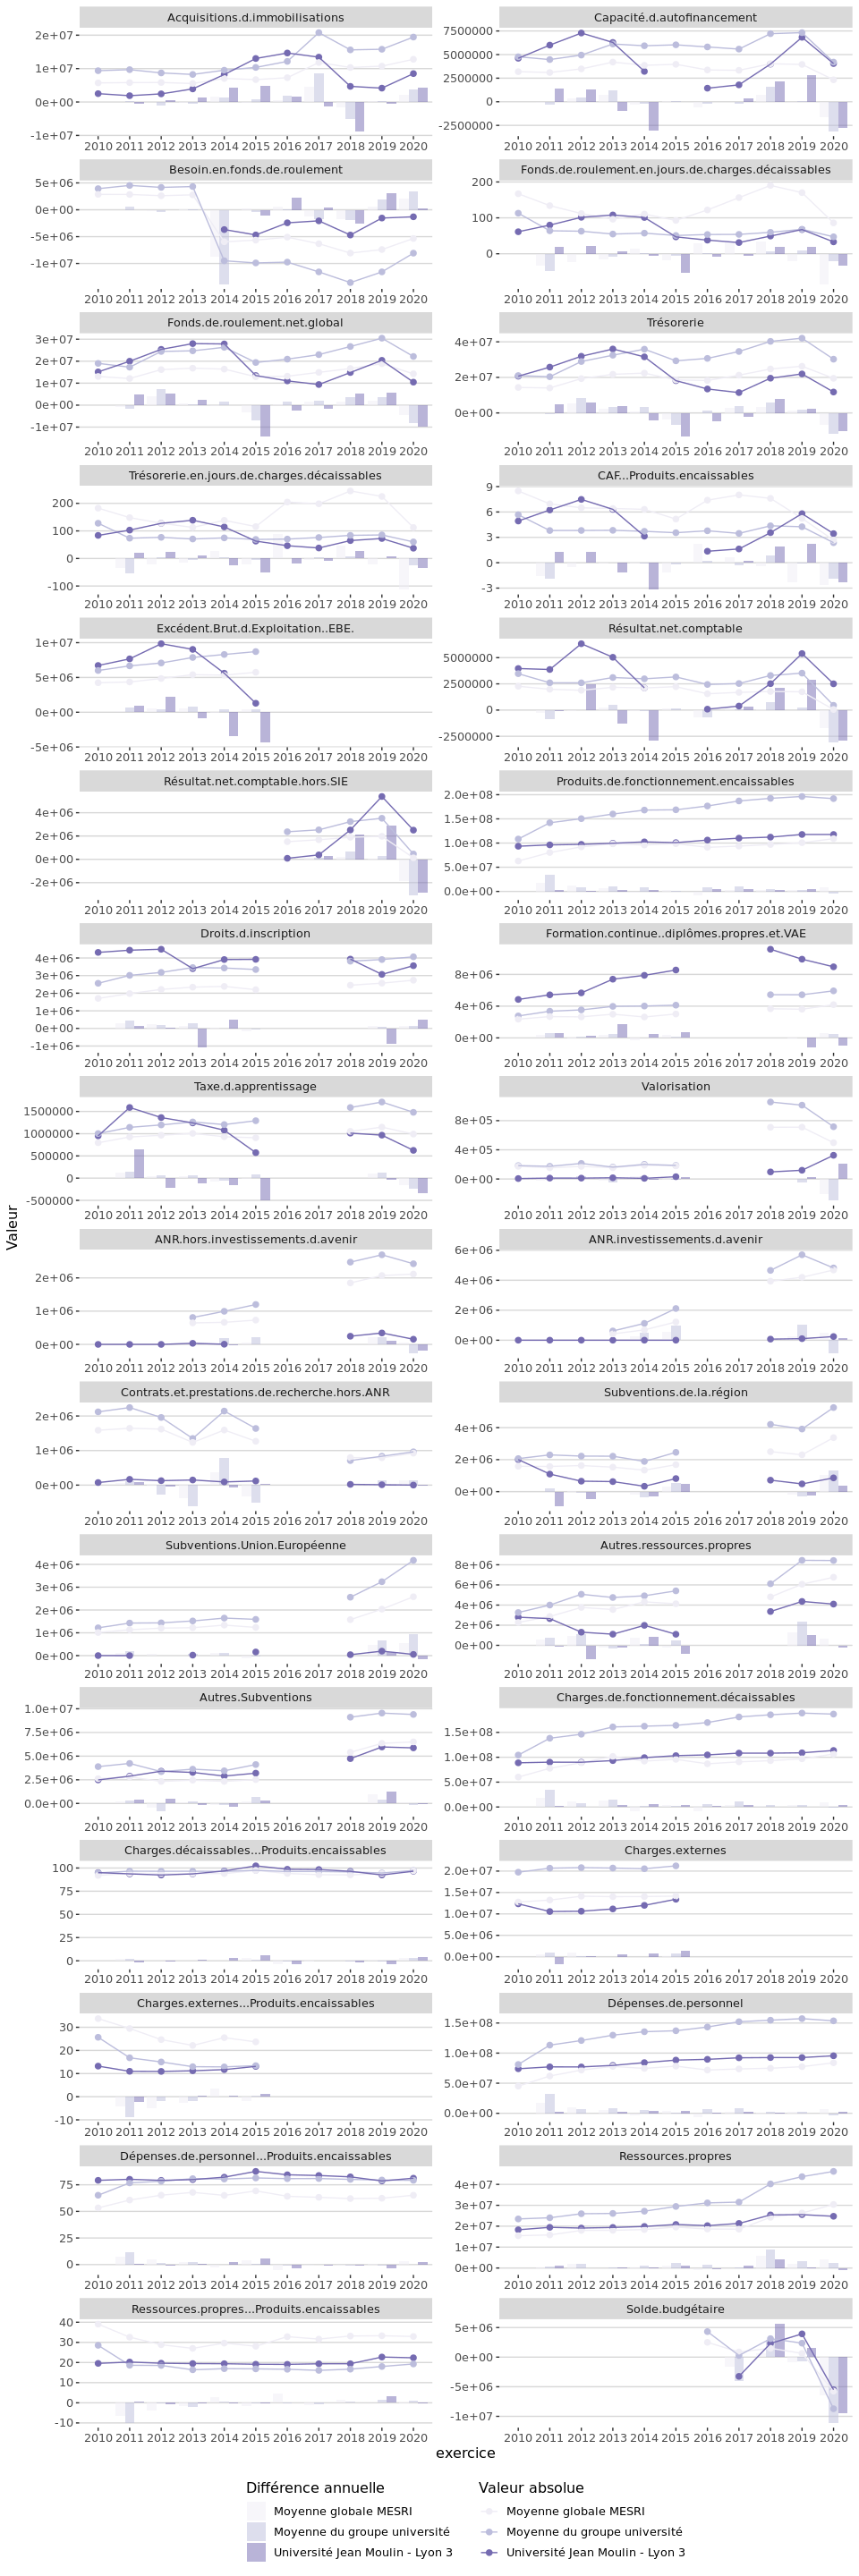 Acquisitions.d.immobilisations
Capacité.d.autofinancement
2e+07
1e+07
0e+00
-1e+07
7500000
5000000
2500000
0
-2500000
2010 2011 2012 2013 2014 2015 2016 2017 2018 2019 2020
2010 2011 2012 2013 2014 2015 2016 2017 2018 2019 2020
Besoin.en.fonds.de.roulement
Fonds.de.roulement.en.jours.de.charges.décaissables
5e+06
0e+00
-5e+06
-1e+07
200
100
0
2010 2011 2012 2013 2014 2015 2016 2017 2018 2019 2020
2010 2011 2012 2013 2014 2015 2016 2017 2018 2019 2020
Fonds.de.roulement.net.global
Trésorerie
3e+07
2e+07
1e+07
0e+00
-1e+07
4e+07
2e+07
0e+00
2010 2011 2012 2013 2014 2015 2016 2017 2018 2019 2020
2010 2011 2012 2013 2014 2015 2016 2017 2018 2019 2020
Trésorerie.en.jours.de.charges.décaissables
CAF...Produits.encaissables
200
100
0
-100
9
6
3
0
-3
2010 2011 2012 2013 2014 2015 2016 2017 2018 2019 2020
2010 2011 2012 2013 2014 2015 2016 2017 2018 2019 2020
Excédent.Brut.d.Exploitation..EBE.
Résultat.net.comptable
1e+07
5e+06
0e+00
-5e+06
5000000
2500000
0
-2500000
2010 2011 2012 2013 2014 2015 2016 2017 2018 2019 2020
2010 2011 2012 2013 2014 2015 2016 2017 2018 2019 2020
Résultat.net.comptable.hors.SIE
Produits.de.fonctionnement.encaissables
4e+06
2e+06
0e+00
-2e+06
2.0e+08
1.5e+08
1.0e+08
5.0e+07
0.0e+00
2010 2011 2012 2013 2014 2015 2016 2017 2018 2019 2020
2010 2011 2012 2013 2014 2015 2016 2017 2018 2019 2020
Droits.d.inscription
Formation.continue..diplômes.propres.et.VAE
4e+06
3e+06
2e+06
1e+06
0e+00
-1e+06
8e+06
4e+06
0e+00
2010 2011 2012 2013 2014 2015 2016 2017 2018 2019 2020
2010 2011 2012 2013 2014 2015 2016 2017 2018 2019 2020
Taxe.d.apprentissage
Valorisation
1500000
1000000
500000
0
-500000
8e+05
4e+05
0e+00
2010 2011 2012 2013 2014 2015 2016 2017 2018 2019 2020
2010 2011 2012 2013 2014 2015 2016 2017 2018 2019 2020
Valeur
ANR.hors.investissements.d.avenir
ANR.investissements.d.avenir
2e+06
1e+06
0e+00
6e+06
4e+06
2e+06
0e+00
2010 2011 2012 2013 2014 2015 2016 2017 2018 2019 2020
2010 2011 2012 2013 2014 2015 2016 2017 2018 2019 2020
Contrats.et.prestations.de.recherche.hors.ANR
Subventions.de.la.région
2e+06
1e+06
0e+00
4e+06
2e+06
0e+00
2010 2011 2012 2013 2014 2015 2016 2017 2018 2019 2020
2010 2011 2012 2013 2014 2015 2016 2017 2018 2019 2020
Subventions.Union.Européenne
Autres.ressources.propres
4e+06
3e+06
2e+06
1e+06
0e+00
8e+06
6e+06
4e+06
2e+06
0e+00
2010 2011 2012 2013 2014 2015 2016 2017 2018 2019 2020
2010 2011 2012 2013 2014 2015 2016 2017 2018 2019 2020
Autres.Subventions
Charges.de.fonctionnement.décaissables
1.0e+07
7.5e+06
5.0e+06
2.5e+06
0.0e+00
1.5e+08
1.0e+08
5.0e+07
0.0e+00
2010 2011 2012 2013 2014 2015 2016 2017 2018 2019 2020
2010 2011 2012 2013 2014 2015 2016 2017 2018 2019 2020
Charges.décaissables...Produits.encaissables
Charges.externes
100
75
50
25
0
2.0e+07
1.5e+07
1.0e+07
5.0e+06
0.0e+00
2010 2011 2012 2013 2014 2015 2016 2017 2018 2019 2020
2010 2011 2012 2013 2014 2015 2016 2017 2018 2019 2020
Charges.externes...Produits.encaissables
Dépenses.de.personnel
30
20
10
0
-10
1.5e+08
1.0e+08
5.0e+07
0.0e+00
2010 2011 2012 2013 2014 2015 2016 2017 2018 2019 2020
2010 2011 2012 2013 2014 2015 2016 2017 2018 2019 2020
Dépenses.de.personnel...Produits.encaissables
Ressources.propres
75
50
25
0
4e+07
3e+07
2e+07
1e+07
0e+00
2010 2011 2012 2013 2014 2015 2016 2017 2018 2019 2020
2010 2011 2012 2013 2014 2015 2016 2017 2018 2019 2020
Ressources.propres...Produits.encaissables
Solde.budgétaire
40
30
20
10
0
-10
5e+06
0e+00
-5e+06
-1e+07
2010 2011 2012 2013 2014 2015 2016 2017 2018 2019 2020
2010 2011 2012 2013 2014 2015 2016 2017 2018 2019 2020
exercice
Différence annuelle
Moyenne globale MESRI
Moyenne du groupe université
Université Jean Moulin - Lyon 3
Valeur absolue
Moyenne globale MESRI
Moyenne du groupe université
Université Jean Moulin - Lyon 3